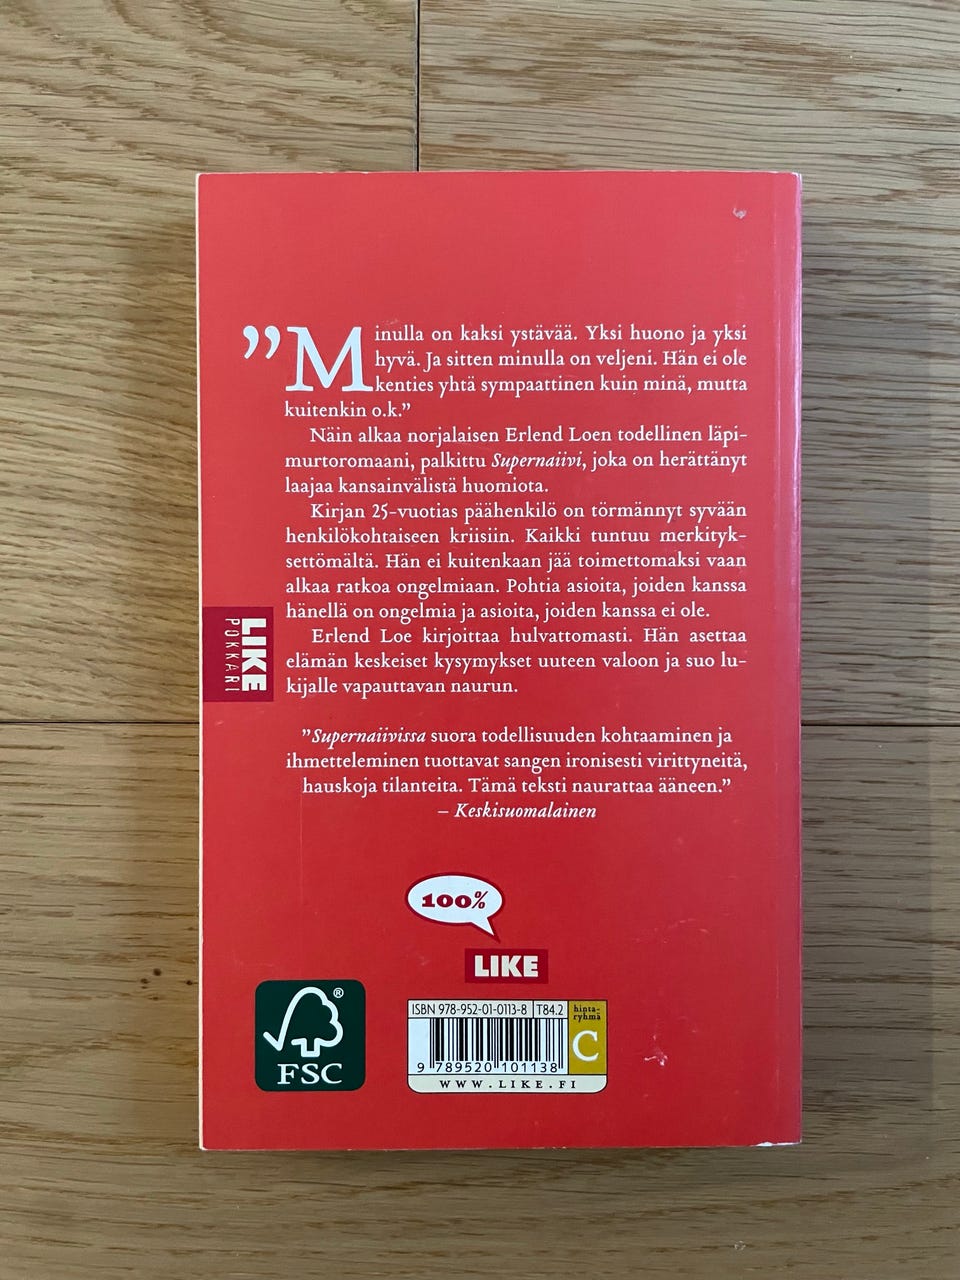 ”Minulla on kaksi ystävää. Yksi huono ja yksi
hyvä. Ja sitten minulla on veljeni. Hän ei ole
kenties yhtä sympaattinen kuin minä, mutta
kuitenkin o.k.”
Näin alkaa norjalaisen Erlend Loen todellinen läpi-
murtoromaani, palkittu Supernaiivi, joka on herättänyt
laajaa kansainvälistä huomiota.
Kirjan 25-vuotias päähenkilö on törmännyt syvään
henkilökohtaiseen kriisiin. Kaikki tuntuu merkityk-
settömältä. Hän ei kuitenkaan jää toimettomaksi vaan
alkaa ratkoa ongelmiaan. Pohtia asioita, joiden kanssa
hänellä on ongelmia ja asioita, joiden kanssa ei ole.
Erlend Loe kirjoittaa hulvattomasti. Hän asettaa
elämän keskeiset kysymykset uuteen valoon ja suo lu-
kijalle vapauttavan naurun.
LIKE
POKKARI
”Supernaiivissa suora todellisuuden kohtaaminen ja
ihmetteleminen tuottavat sangen ironisesti virittyneitä,
hauskoja tilanteita. Tämä teksti naurattaa ääneen.”
– Keskisuomalainen
100%
LIKE
® FSC
ISBN 978-952-01-0113-8 T84.2
hinta-
ryhmä
C
9 789520 101138
WWW.LIKE.FI